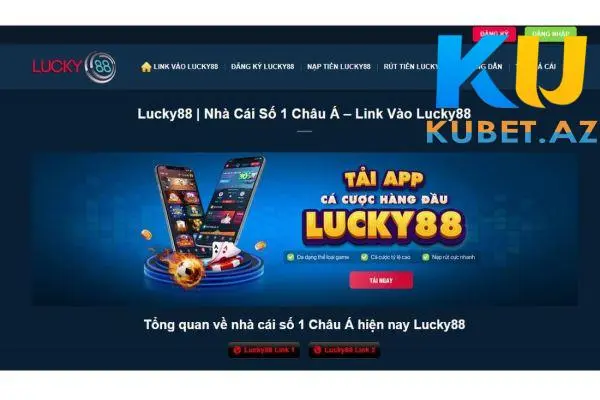 ĐĂNG KÝ ĐĂNG NHẬP
LUCKY 88
LINK VÀO LUCKY88 ĐĂNG KÝ LUCKY88 NẠP TIỀN LUCKY88 RÚT TIỀN LUCKY
KU
KUBET.AZ
Lucky88 | Nhà Cái Số 1 Châu Á – Link Vào Lucky88
TẢI APP
CÁ CƯỢC HÀNG ĐẦU
LUCKY88
Đa dạng thể loại game Cá cược tỷ lệ cao Nạp rút cực nhanh
TẢI NGAY
Tổng quan về nhà cái số 1 Châu Á hiện nay Lucky88
Lucky88 Link 1 Lucky88 Link 2